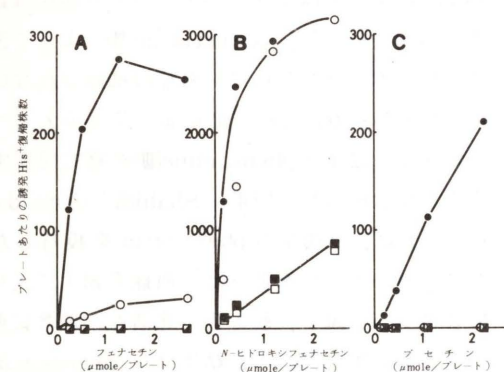 プレートあたりの誘発His⁺復帰株数
A
300
200
100
0
0 1 2
フェナセチン
(μmole/プレート)
B
3000
2000
1000
0
0 1 2
N-ヒドロキシフェナセチン
(μmole/プレート)
C
300
200
100
0
0 1 2
ブセチン
(μmole/プレート)